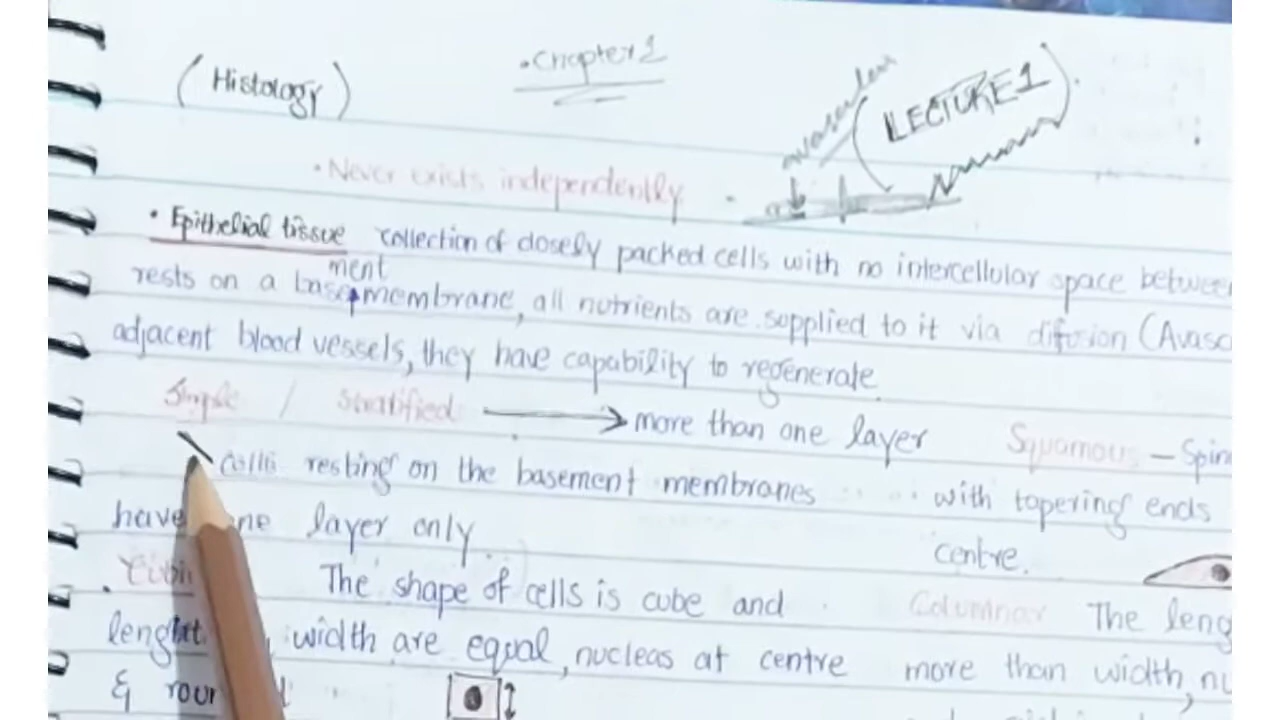 • Chapter 1
(Histology)
avascular
(LECTURE 1)
• Never exists independently
• Epithelial tissue collection of closely packed cells with no intercellular space between
ment
rests on a base membrane, all nutrients are supplied to it via difusion (Avasc
adjacent blood vessels, they have capability to regenerate.
Simple / stratified → more than one layer Squamous – Spin
Cells resting on the basement membranes with tapering ends
have layer only. centre.
The shape of cells is cube and Columnar The leng
width are equal, nucleas at centre more than width, nu
& roun